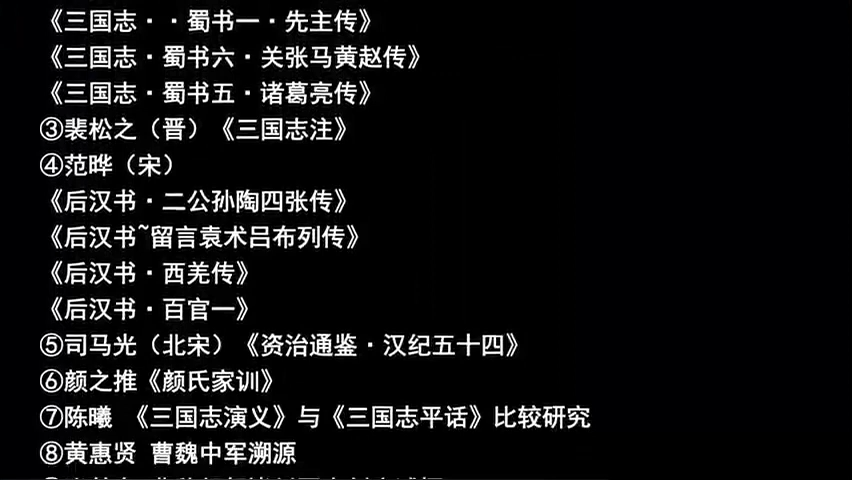 《三国志··蜀书一·先主传》
《三国志·蜀书六·关张马黄赵传》
《三国志·蜀书五·诸葛亮传》
③裴松之（晋）《三国志注》
④范晔（宋）
《后汉书·二公孙陶四张传》
《后汉书~留言袁术吕布列传》
《后汉书·西羌传》
《后汉书·百官一》
⑤司马光（北宋）《资治通鉴·汉纪五十四》
⑥颜之推《颜氏家训》
⑦陈曦 《三国志演义》与《三国志平话》比较研究
⑧黄惠贤 曹魏中军溯源